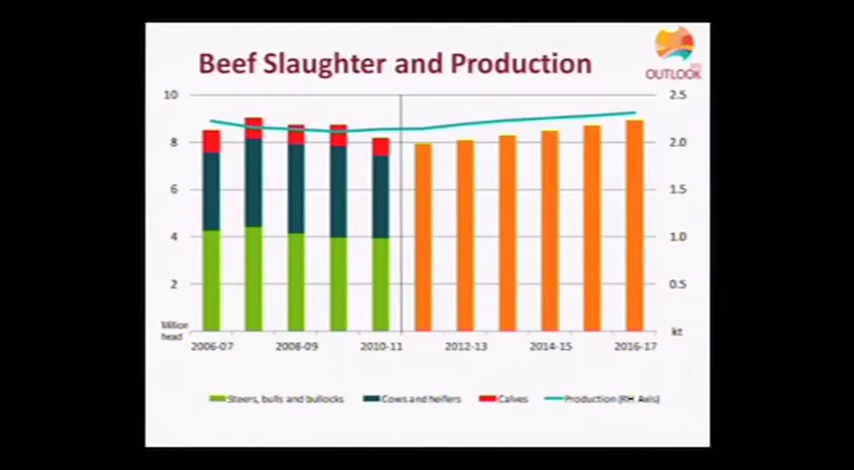 Beef Slaughter and Production
OUTLOOK
10
2.5
8
2.0
6
1.5
4
1.0
2
0.5
Million
head
kt
2006-07
2008-09
2010-11
2012-13
2014-15
2016-17
Steers, bulls and bullocks
Cows and heifers
Calves
Production (RH Axis)